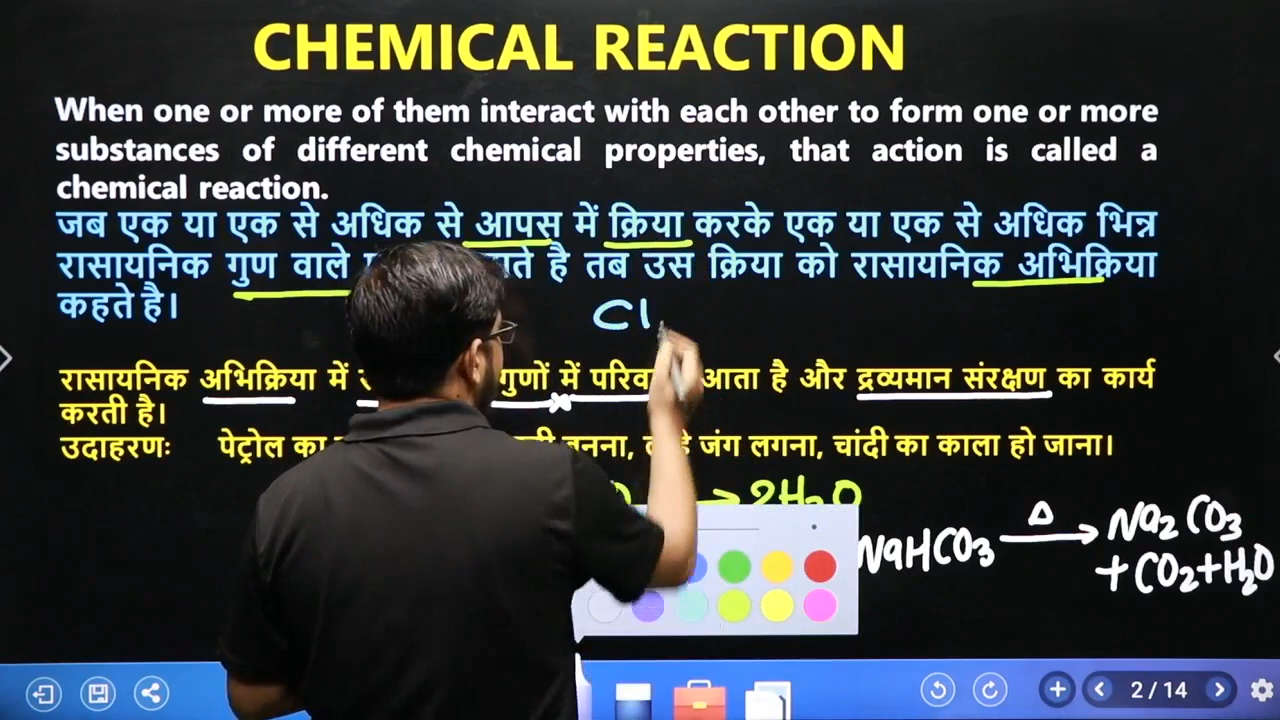 CHEMICAL REACTION
When one or more of them interact with each other to form one or more
substances of different chemical properties, that action is called a
chemical reaction.
जब एक या एक से अधिक से आपस में क्रिया करके एक या एक से अधिक भिन्न
रासायनिक गुण वाले है तब उस क्रिया को रासायनिक अभिक्रिया
कहते है।
Cl
रासायनिक अभिक्रिया में गुणों में आता है और द्रव्यमान संरक्षण का कार्य
करती है।
उदाहरणः पेट्रोल का बनना, जंग लगना, चांदी का काला हो जाना।
→ 2H2O
NaHCO3 Δ→ Na2CO3
+ CO2 + H2O
2 / 14